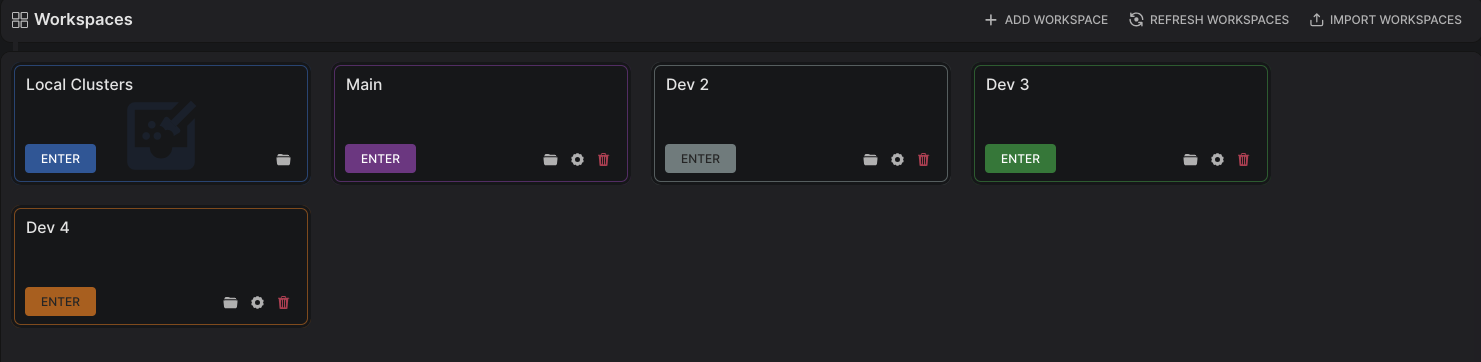 Workspaces
ADD WORKSPACE
REFRESH WORKSPACES
IMPORT WORKSPACES
Local Clusters
ENTER
Main
ENTER
Dev 2
ENTER
Dev 3
ENTER
Dev 4
ENTER